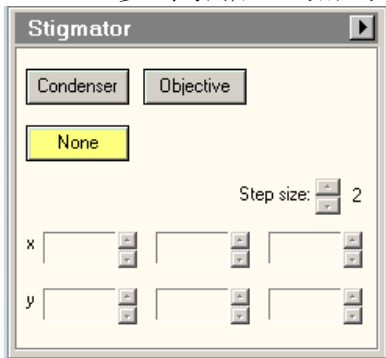 Stigmator
Condenser Objective
None
Step size: 2
x
y